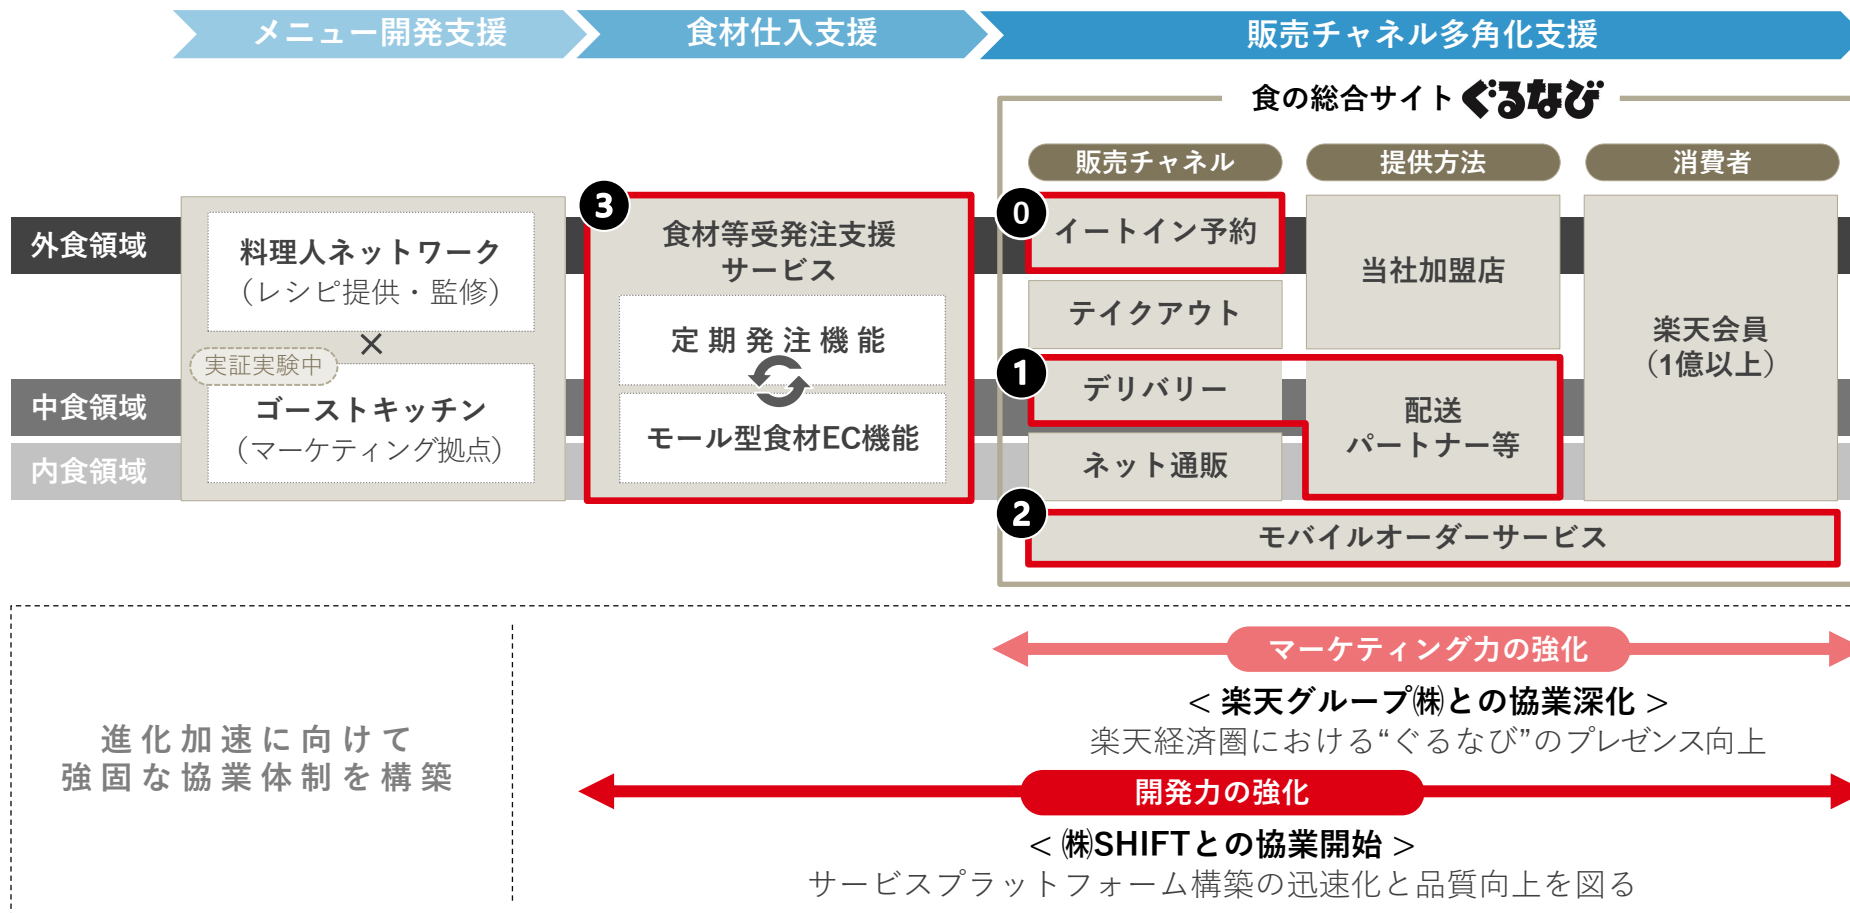 メニュー開発支援
食材仕入支援
販売チャネル多角化支援
食の総合サイト ぐるなび
販売チャネル
提供方法
消費者
外食領域
中食領域
内食領域
料理人ネットワーク
（レシピ提供・監修）
×
実証実験中
ゴーストキッチン
（マーケティング拠点）
3
食材等受発注支援
サービス
定期発注機能
モール型食材EC機能
0
イートイン予約
テイクアウト
1
デリバリー
ネット通販
当社加盟店
配送
パートナー等
楽天会員
（1億以上）
2
モバイルオーダーサービス
進化加速に向けて
強固な協業体制を構築
マーケティング力の強化
＜ 楽天グループ㈱との協業深化 ＞
楽天経済圏における“ぐるなび”のプレゼンス向上
開発力の強化
＜ ㈱SHIFTとの協業開始 ＞
サービスプラットフォーム構築の迅速化と品質向上を図る